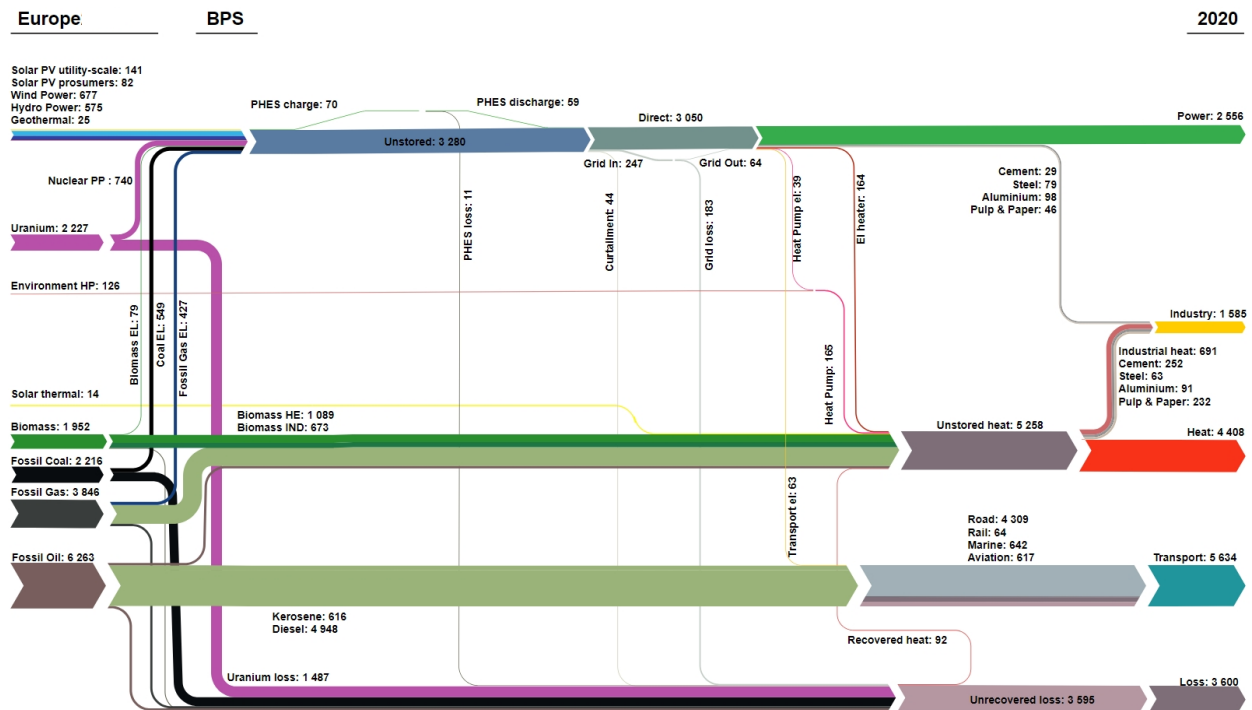 Europe
BPS
2020
Solar PV utility-scale: 141
Solar PV prosumers: 82
Wind Power: 677
Hydro Power: 575
Geothermal: 25
PHES charge: 70
PHES discharge: 59
Direct: 3 050
Power: 2 556
Unstored: 3 280
Grid In: 247
Grid Out: 64
Nuclear PP : 740
Cement: 29
Steel: 79
Aluminium: 98
Pulp & Paper: 46
PHES loss: 11
Curtailment: 44
Grid loss: 183
Heat Pump el: 39
El heater: 164
Uranium: 2 227
Environment HP: 126
Biomass EL: 79
Coal EL: 549
Fossil Gas EL: 427
Industry: 1 585
Industrial heat: 691
Cement: 252
Steel: 63
Aluminium: 91
Pulp & Paper: 232
Heat Pump: 165
Solar thermal: 14
Biomass: 1 952
Biomass HE: 1 089
Biomass IND: 673
Unstored heat: 5 258
Heat: 4 408
Fossil Coal: 2 216
Fossil Gas: 3 846
Transport el: 63
Road: 4 309
Rail: 64
Marine: 642
Aviation: 617
Fossil Oil: 6 263
Transport: 5 634
Kerosene: 616
Diesel: 4 948
Recovered heat: 92
Uranium loss: 1 487
Unrecovered loss: 3 595
Loss: 3 600